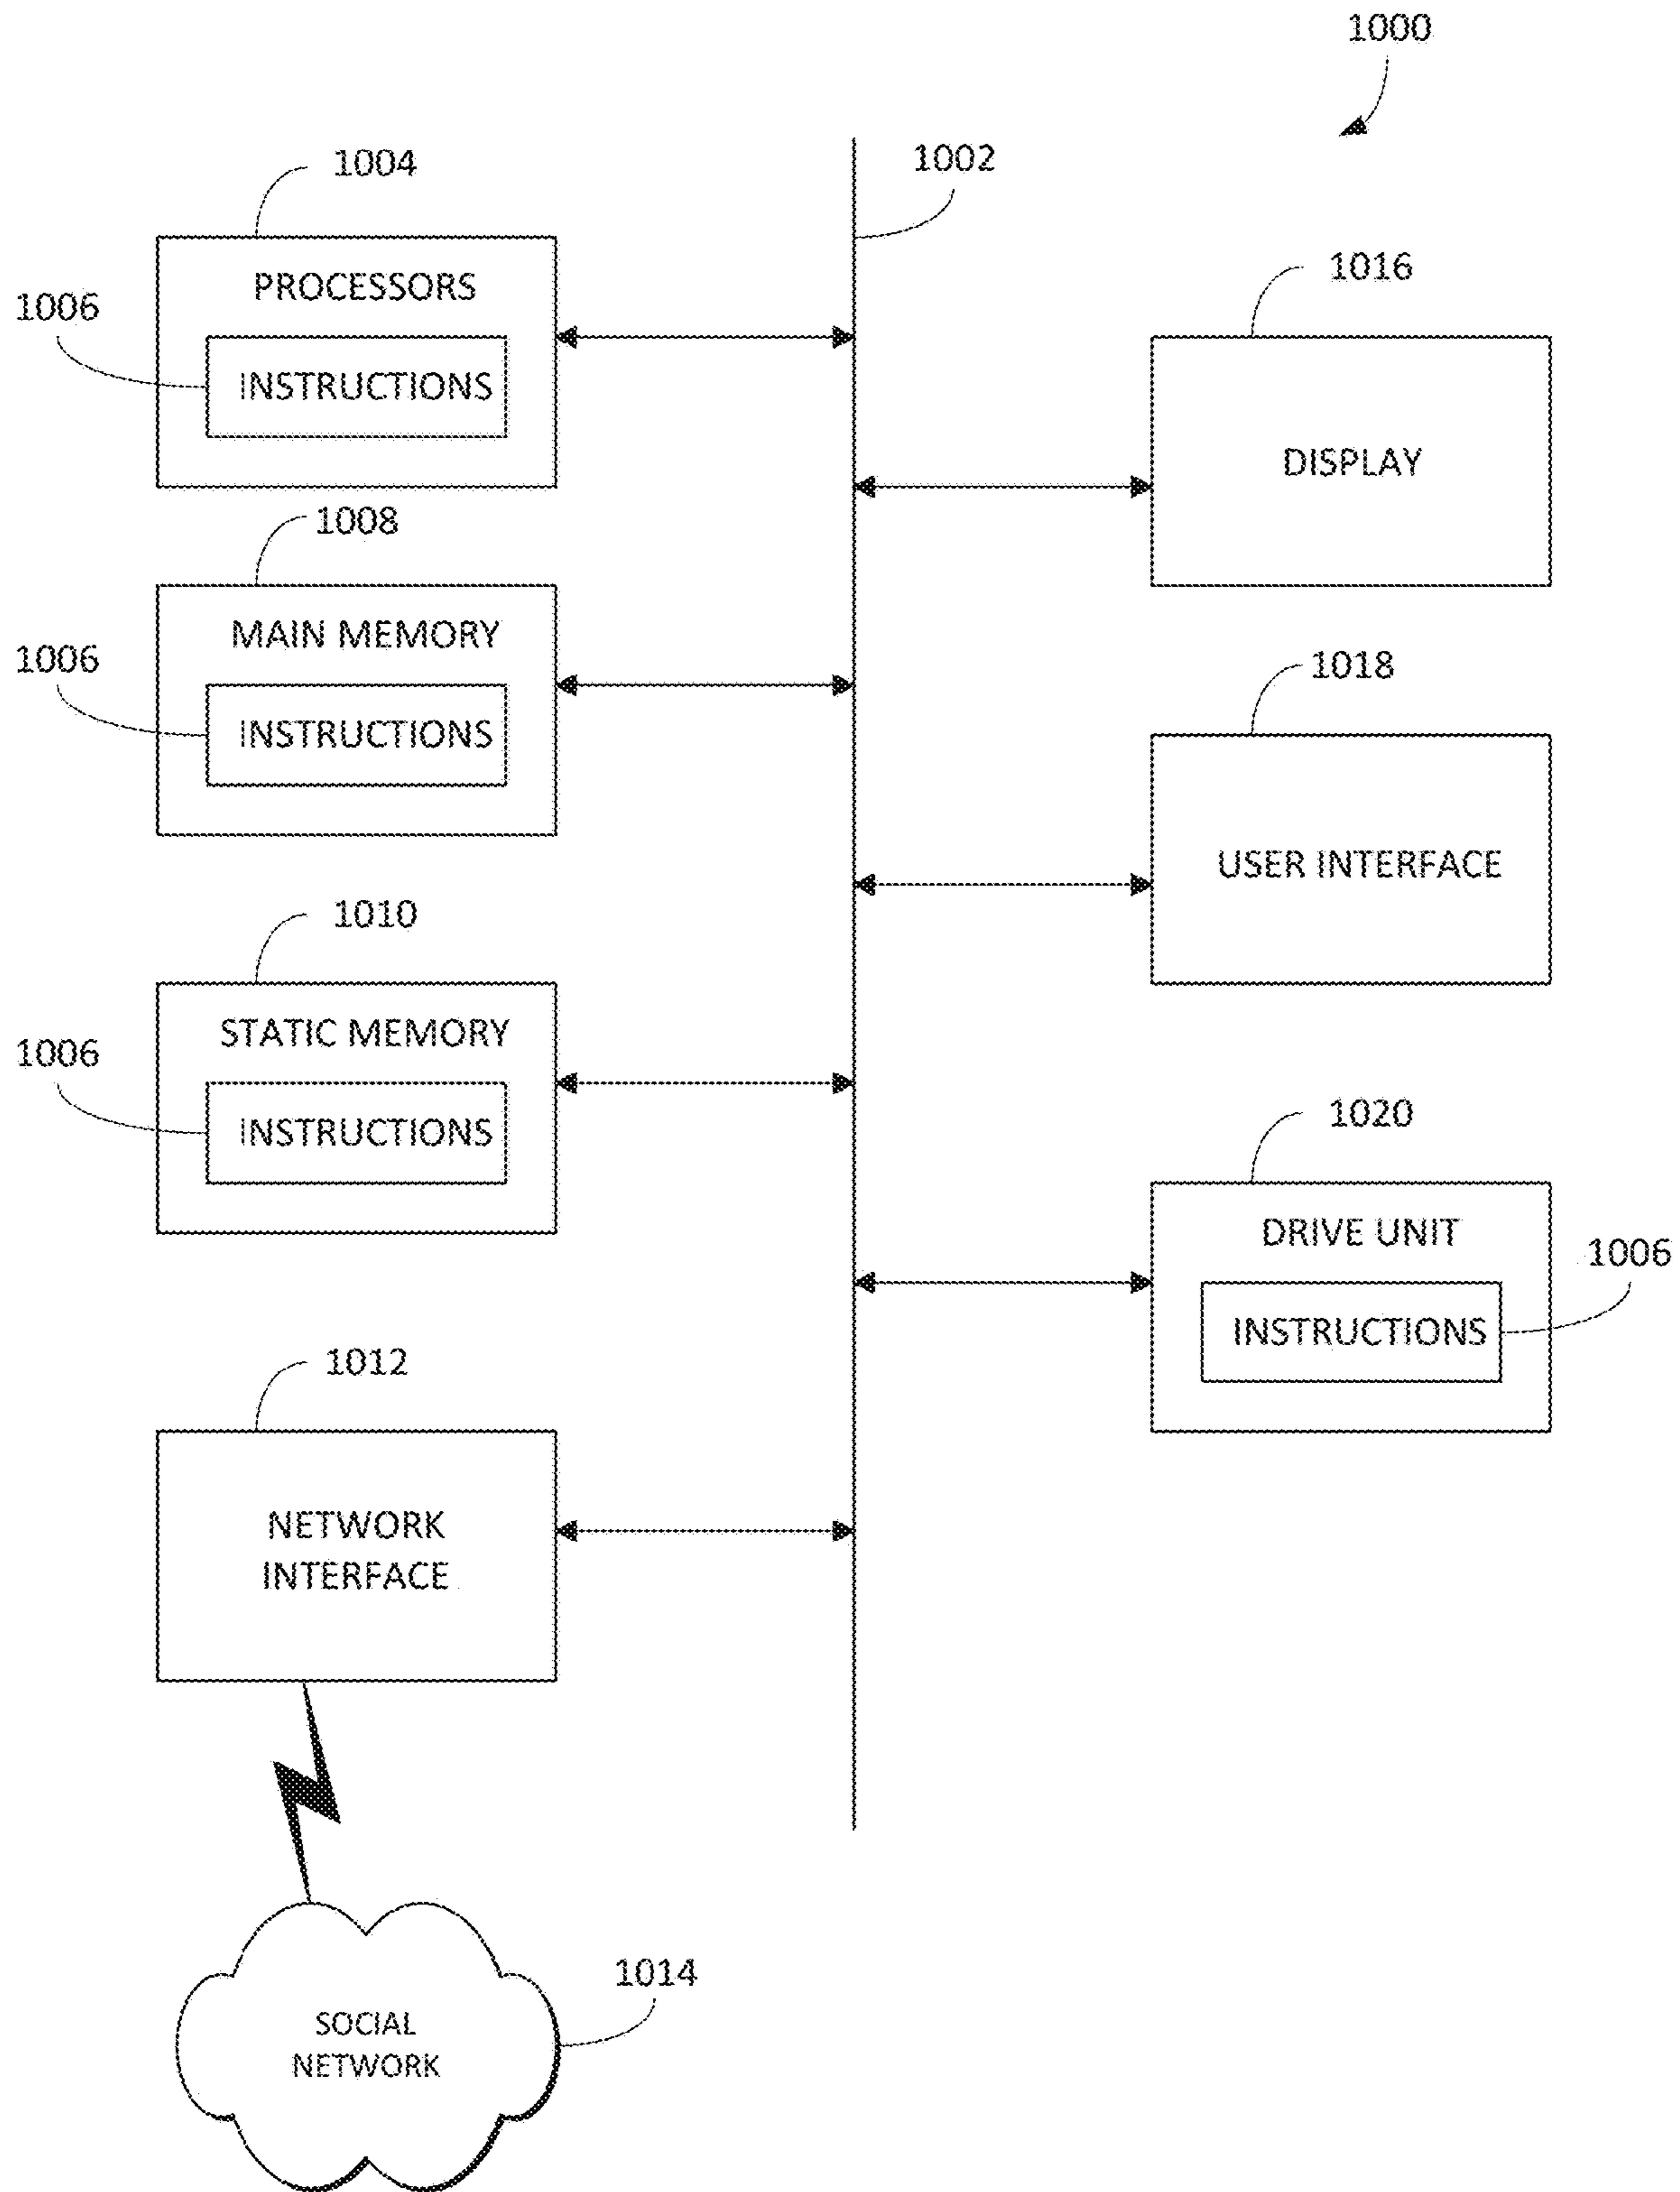 1000
1004
1002
PROCESSORS
1006
INSTRUCTIONS
1016
DISPLAY
1008
MAIN MEMORY
1006
INSTRUCTIONS
1018
USER INTERFACE
1010
STATIC MEMORY
1006
INSTRUCTIONS
1020
DRIVE UNIT
1006
INSTRUCTIONS
1012
NETWORK
INTERFACE
1014
SOCIAL
NETWORK